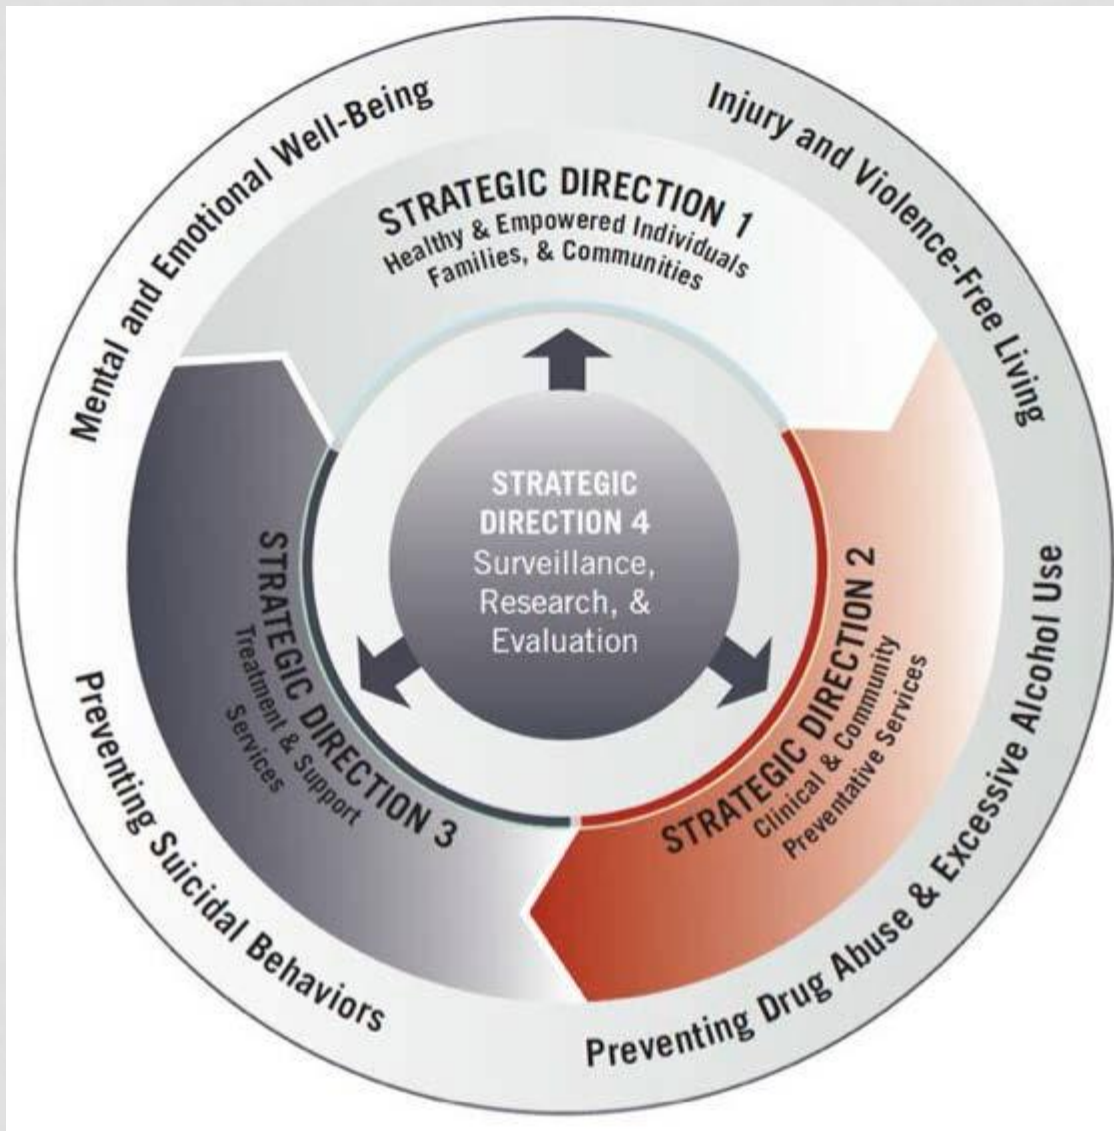 Mental and Emotional Well-Being
Injury and Violence-Free Living
STRATEGIC DIRECTION 1
Healthy & Empowered Individuals
Families, & Communities
STRATEGIC
DIRECTION 4
Surveillance,
Research, &
Evaluation
STRATEGIC DIRECTION 2
Clinical & Community
Preventative Services
STRATEGIC DIRECTION 3
Treatment & Support
Services
Preventing Suicidal Behaviors
Preventing Drug Abuse & Excessive Alcohol Use